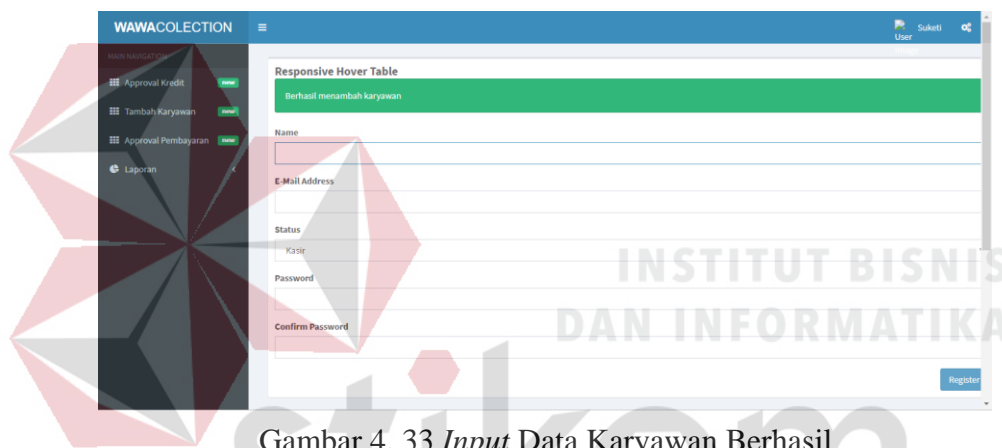 WAWACOLECTION
User
Suketi
MAIN NAVIGATION
Approval Kredit new
Tambah Karyawan new
Approval Pembayaran new
Laporan
Responsive Hover Table
Berhasil menambah karyawan
Name
E-Mail Address
Status
Kasir
Password
Confirm Password
Register
INSTITUT BISNIS
DAN INFORMATIKA
stikom
Gambar 4. 33 Input Data Karyawan Berhasil